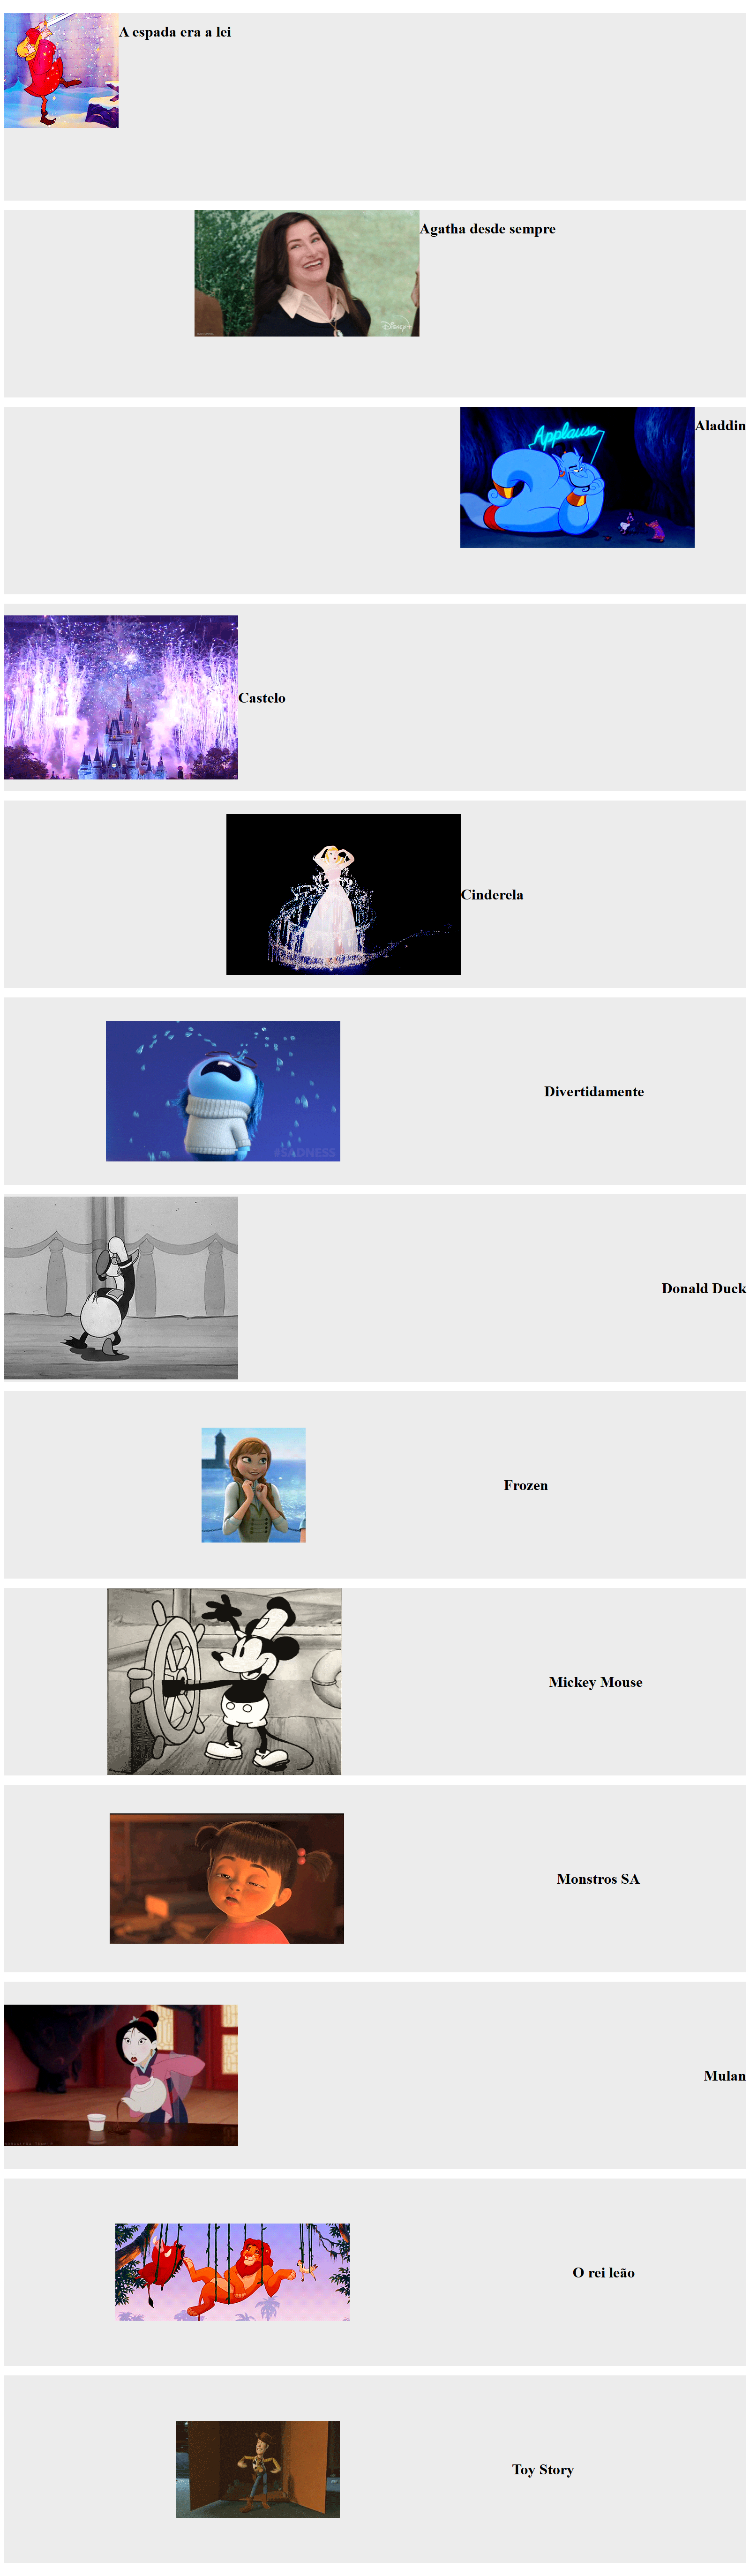 A espada era a lei
Agatha desde sempre
Disney+
Applause
Aladdin
Castelo
Cinderela
Divertidamente
#SADNESS
Donald Duck
Frozen
Mickey Mouse
Monstros SA
Mulan
O rei leão
Toy Story